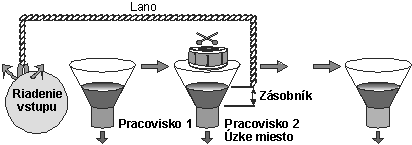 Lano
Riadenie
vstupu
Zásobník
Pracovisko 1
Pracovisko 2
Úzke miesto